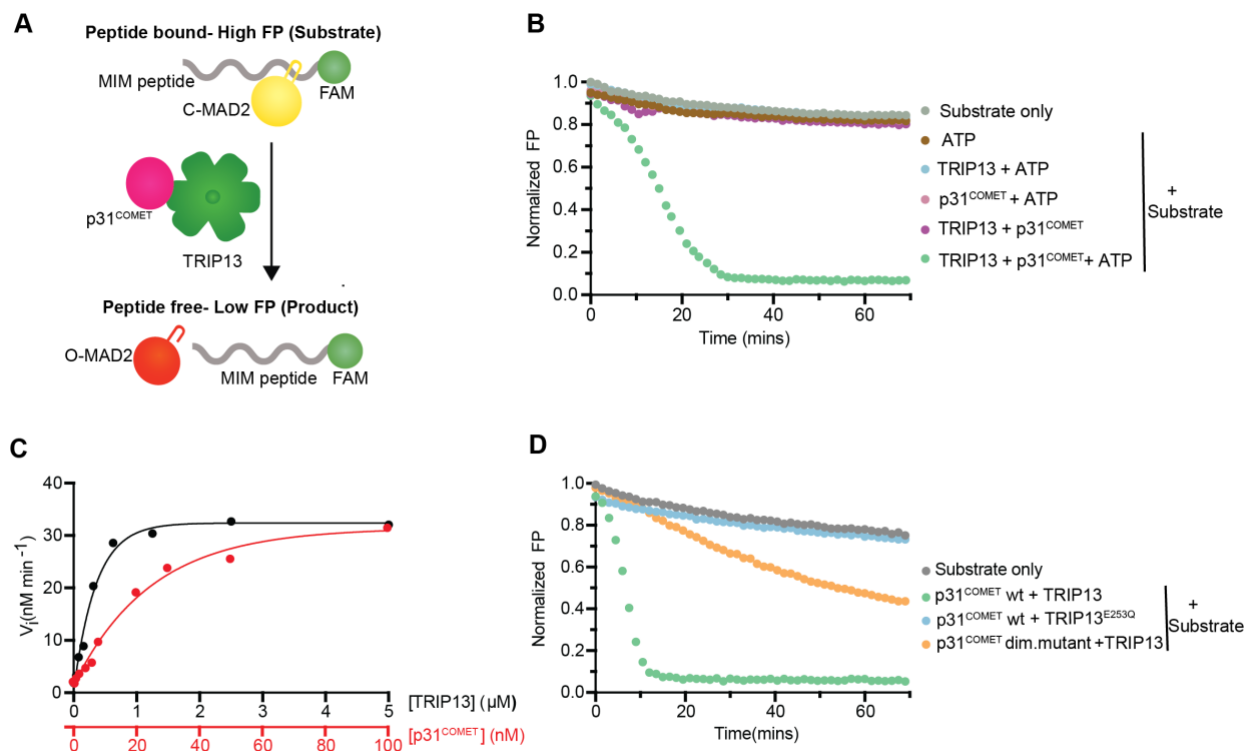 A
Peptide bound- High FP (Substrate)
MIM peptide
FAM
C-MAD2
p31COMET
TRIP13
Peptide free- Low FP (Product)
O-MAD2
MIM peptide
FAM
B
Normalized FP
1.0
0.8
0.6
0.4
0.2
0.0
0 20 40 60
Time (mins)
Substrate only
ATP
TRIP13 + ATP
p31COMET + ATP
TRIP13 + p31COMET
TRIP13 + p31COMET + ATP
+
Substrate
C
Vi(nM min -1)
40
30
20
10
0
0 1 2 3 4 5
[TRIP13] (µM)
0 20 40 60 80 100
[p31COMET] (nM)
D
Normalized FP
1.0
0.8
0.6
0.4
0.2
0.0
0 20 40 60
Time(mins)
Substrate only
p31COMET wt + TRIP13
p31COMET wt + TRIP13E253Q
p31COMET dim.mutant +TRIP13
+
Substrate